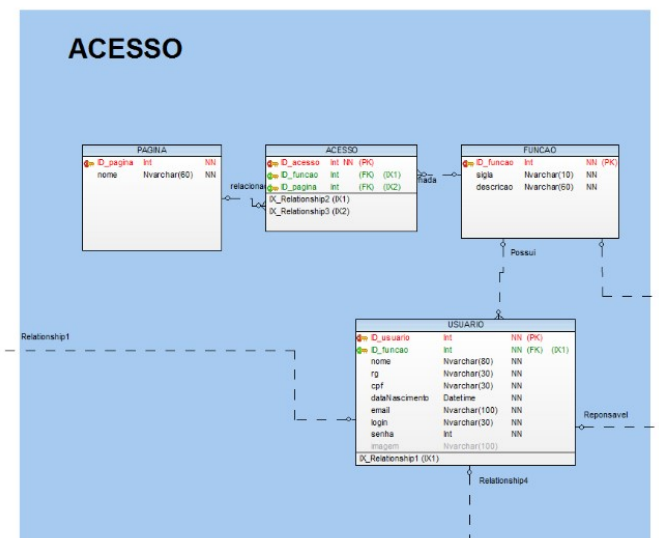 ACESSO
PAGINA
ID_pagina Int NN
nome Nvarchar(60) NN
ACESSO
ID_acesso Int NN (PK)
ID_funcao Int (FK) (IX1)
ID_pagina Int (FK) (IX2)
IX_Relationship2 (IX1)
IX_Relationship3 (IX2)
FUNCAO
ID_funcao Int NN (PK)
sigla Nvarchar(10) NN
descricao Nvarchar(60) NN
Possui
Relationship1
USUARIO
ID_usuario Int NN (PK)
ID_funcao Int NN (FK) (IX1)
nome Nvarchar(80) NN
rg Nvarchar(30) NN
cpf Nvarchar(30) NN
dataNascimento Datetime NN
email Nvarchar(100) NN
login Nvarchar(30) NN
senha Int NN
imagem Nvarchar(100)
IX_Relationship1 (IX1)
Reponsavel
Relationship4